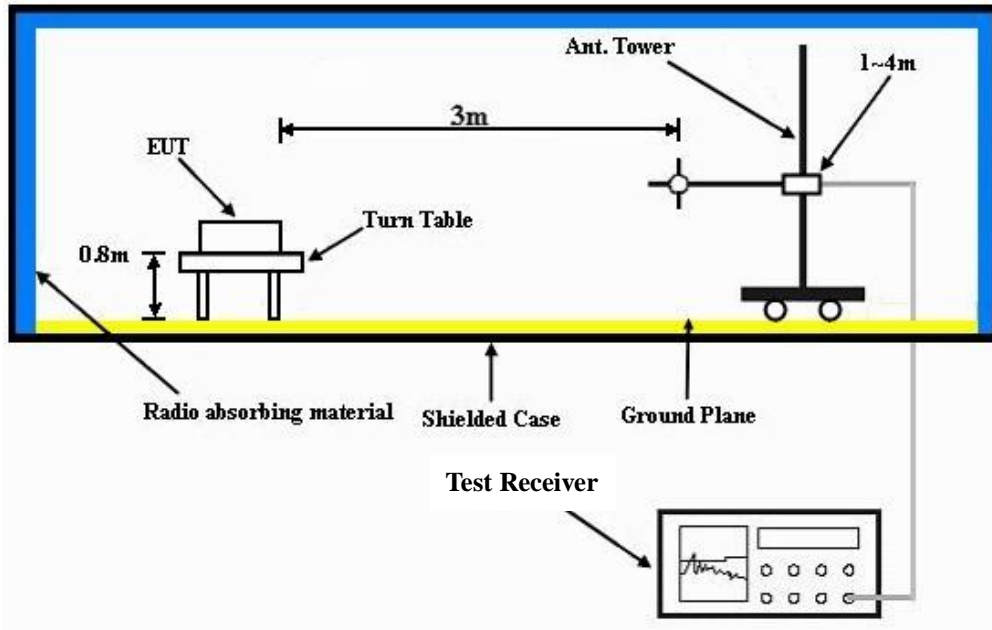 Ant. Tower
1~4m
3m
EUT
Turn Table
0.8m
Radio absorbing material
Shielded Case
Ground Plane
Test Receiver